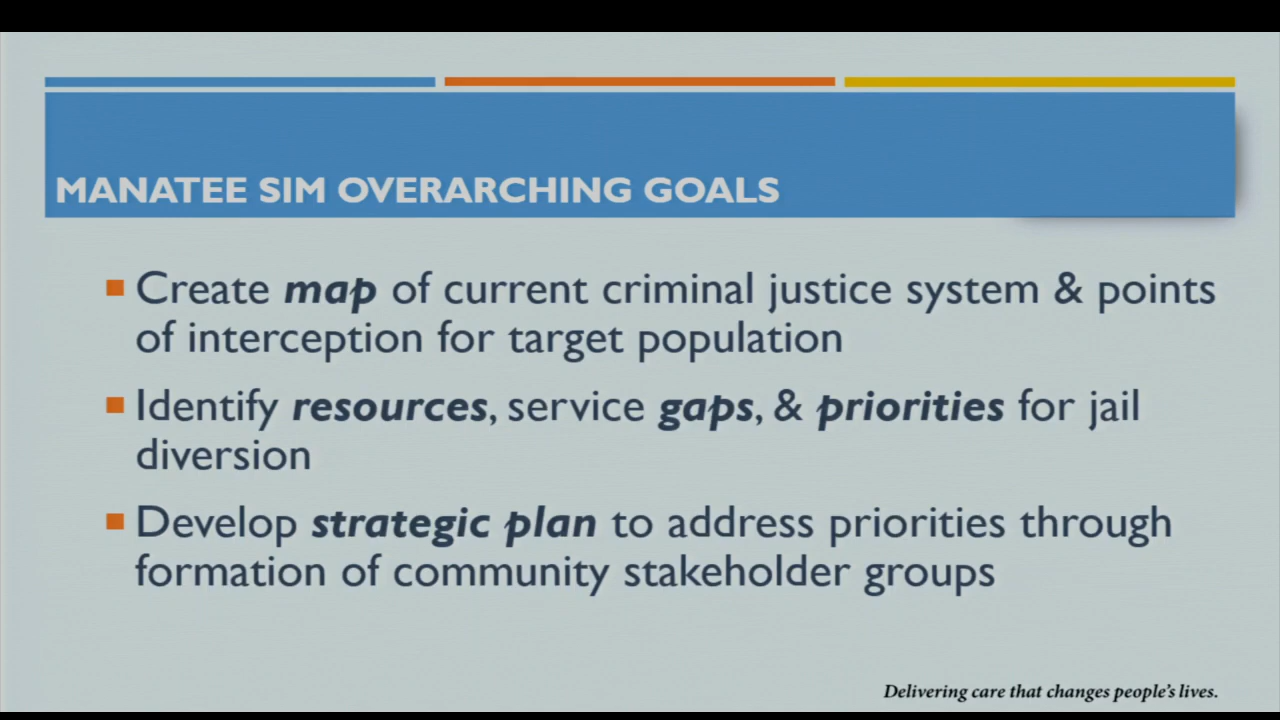 MANATEE SIM OVERARCHING GOALS
Create map of current criminal justice system & points
of interception for target population
Identify resources, service gaps, & priorities for jail
diversion
Develop strategic plan to address priorities through
formation of community stakeholder groups
Delivering care that changes people's lives.